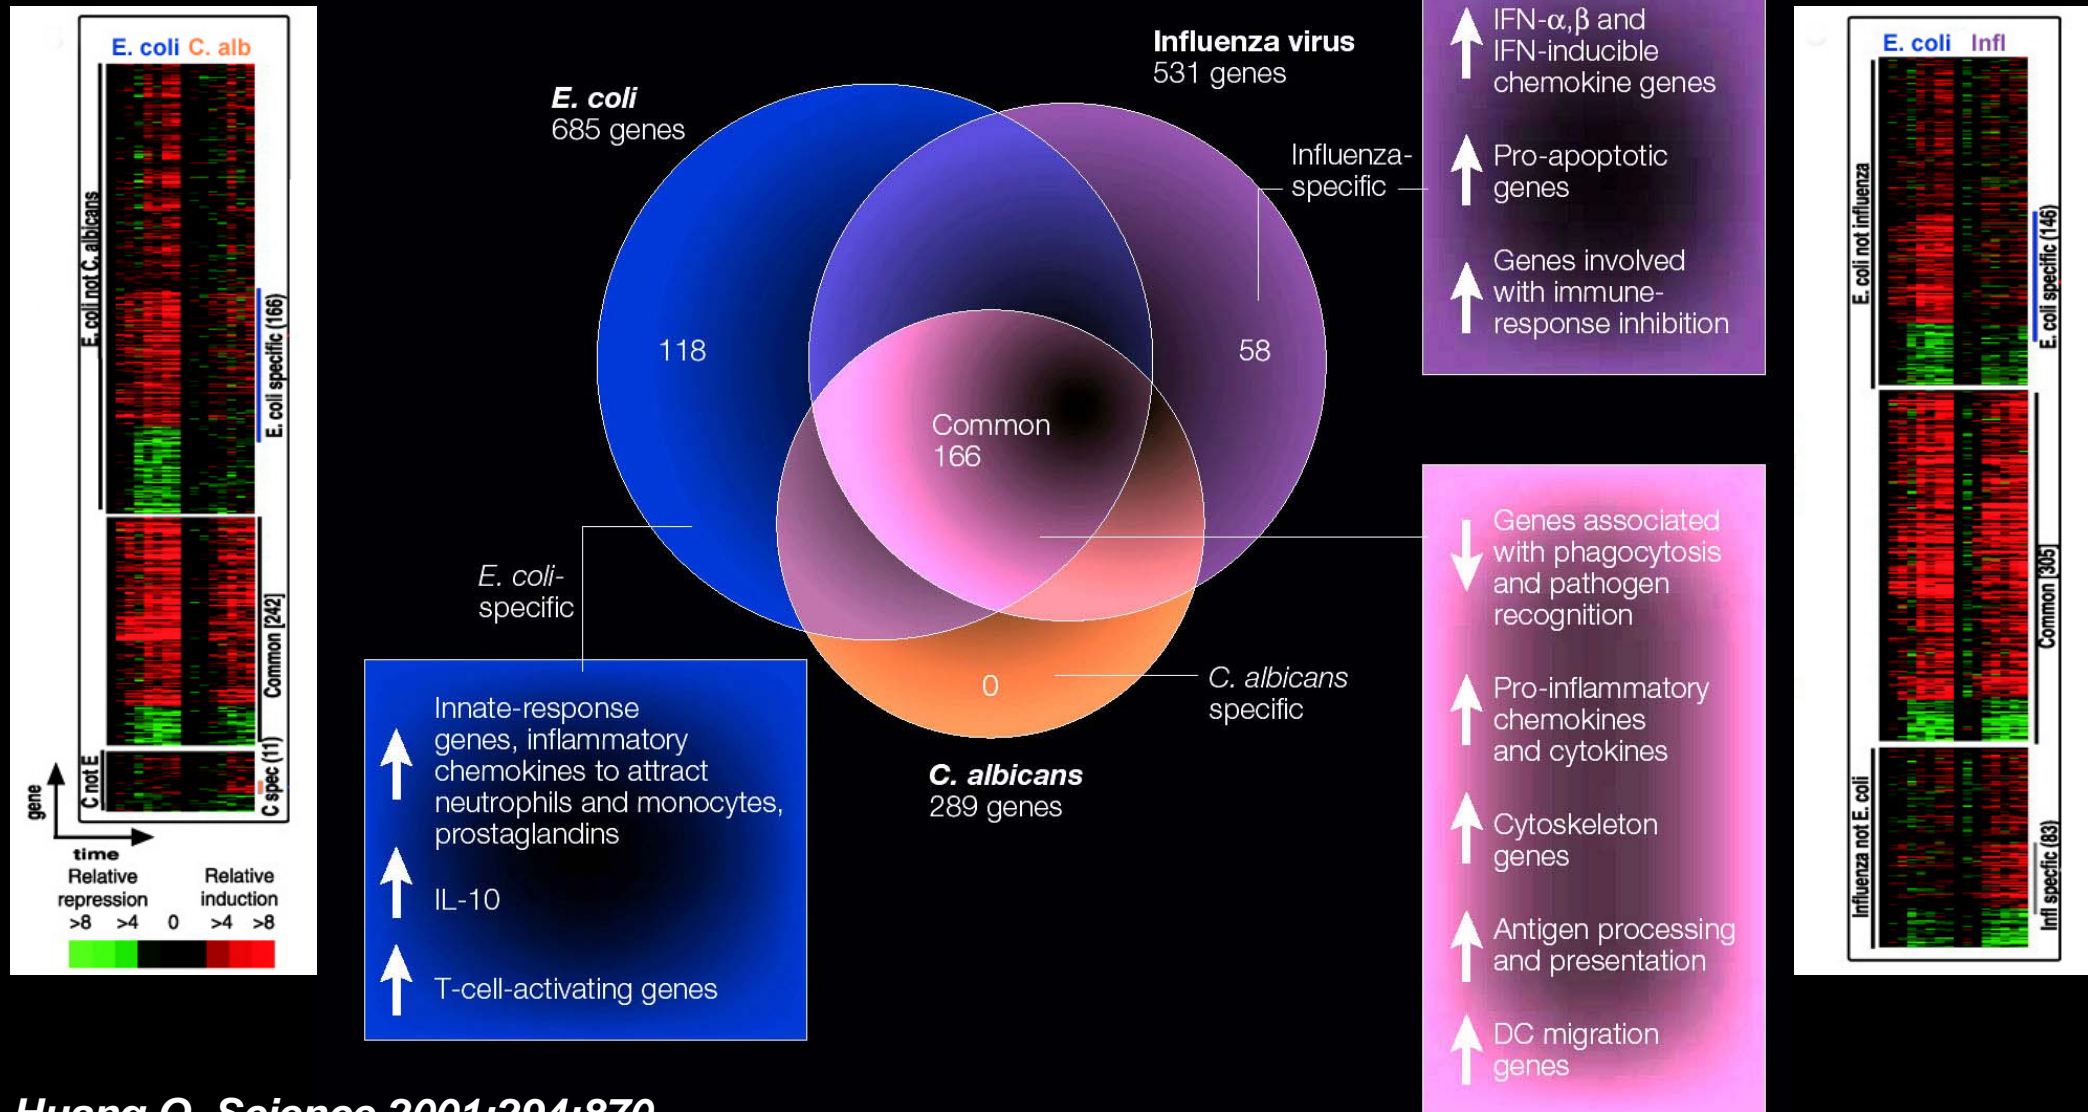 E. coli C. alb
E. coli not C. albicans
E. coli specific (166)
Common [242]
C not E
C spec (11)
gene
time
Relative
repression
Relative
induction
>8 >4 0 >4 >8
E. coli
685 genes
Influenza virus
531 genes
Influenza-
specific
118
58
Common
166
E. coli-
specific
0
C. albicans
specific
C. albicans
289 genes
Innate-response
genes, inflammatory
chemokines to attract
neutrophils and monocytes,
prostaglandins
IL-10
T-cell-activating genes
IFN-α,β and
IFN-inducible
chemokine genes
Pro-apoptotic
genes
Genes involved
with immune-
response inhibition
Genes associated
with phagocytosis
and pathogen
recognition
Pro-inflammatory
chemokines
and cytokines
Cytoskeleton
genes
Antigen processing
and presentation
DC migration
genes
E. coli Infl
E. coli not influenza
E. coli specific (146)
Common [305]
Influenza not E. coli
Infl specific (83)
Huang Q, Science 2001;294:870